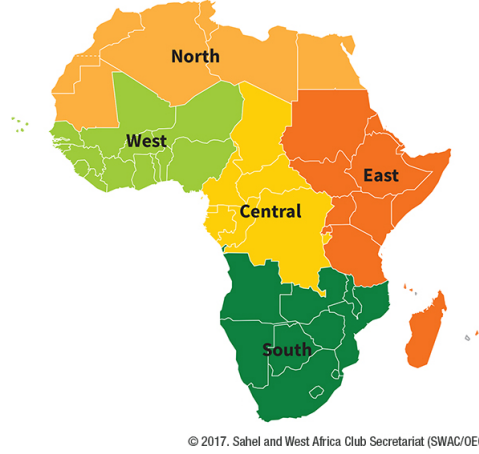 North
West
East
Central
South
© 2017. Sahel and West Africa Club Secretariat (SWAC/OE